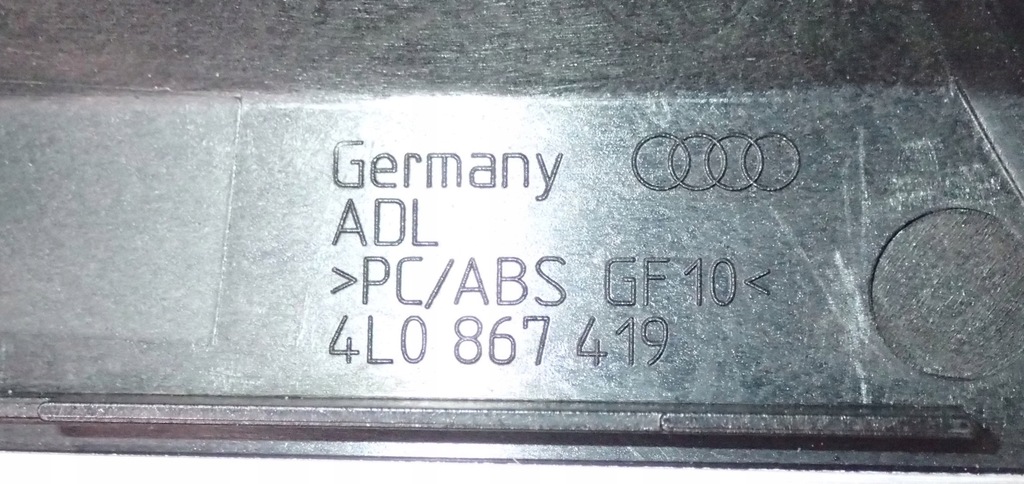 Germany
ADL
>PC/ABS GF10<
4L0 867 419